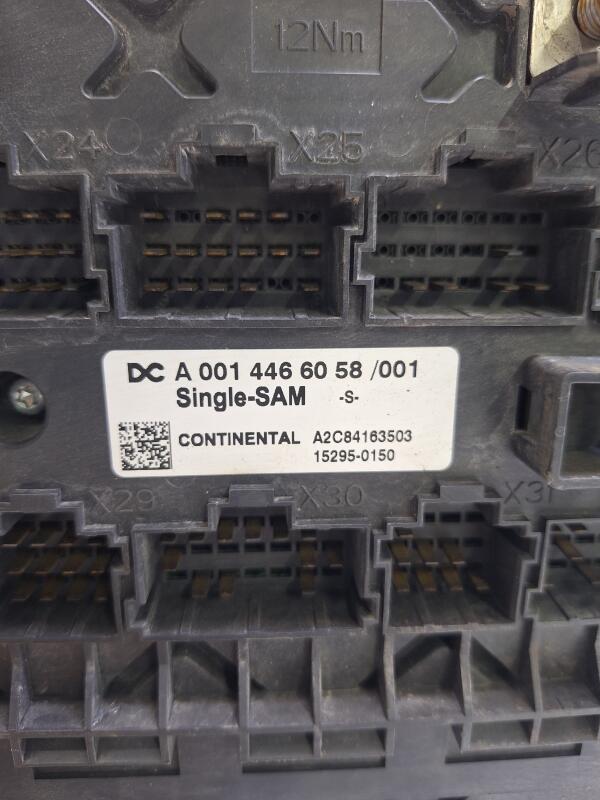 12Nm
X24
X25
X26
DC A 001 446 60 58 /001
Single-SAM -S-
CONTINENTAL A2C84163503
15295-0150
X29
X30
X31